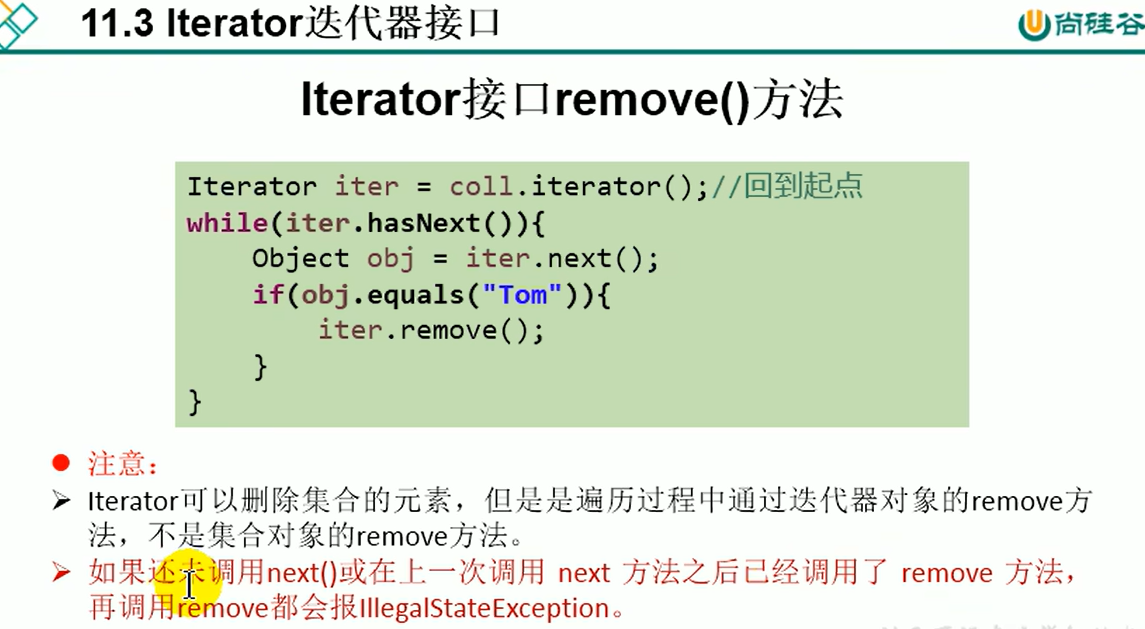 11.3 Iterator迭代器接口
尚硅谷
Iterator接口remove()方法
Iterator iter = coll.iterator();//回到起点
while(iter.hasNext()){
    Object obj = iter.next();
    if(obj.equals("Tom")){
        iter.remove();
    }
}
注意：
Iterator可以删除集合的元素，但是是遍历过程中通过迭代器对象的remove方
法，不是集合对象的remove方法。
如果还未调用next()或在上一次调用 next 方法之后已经调用了 remove 方法，
再调用remove都会报IllegalStateException。